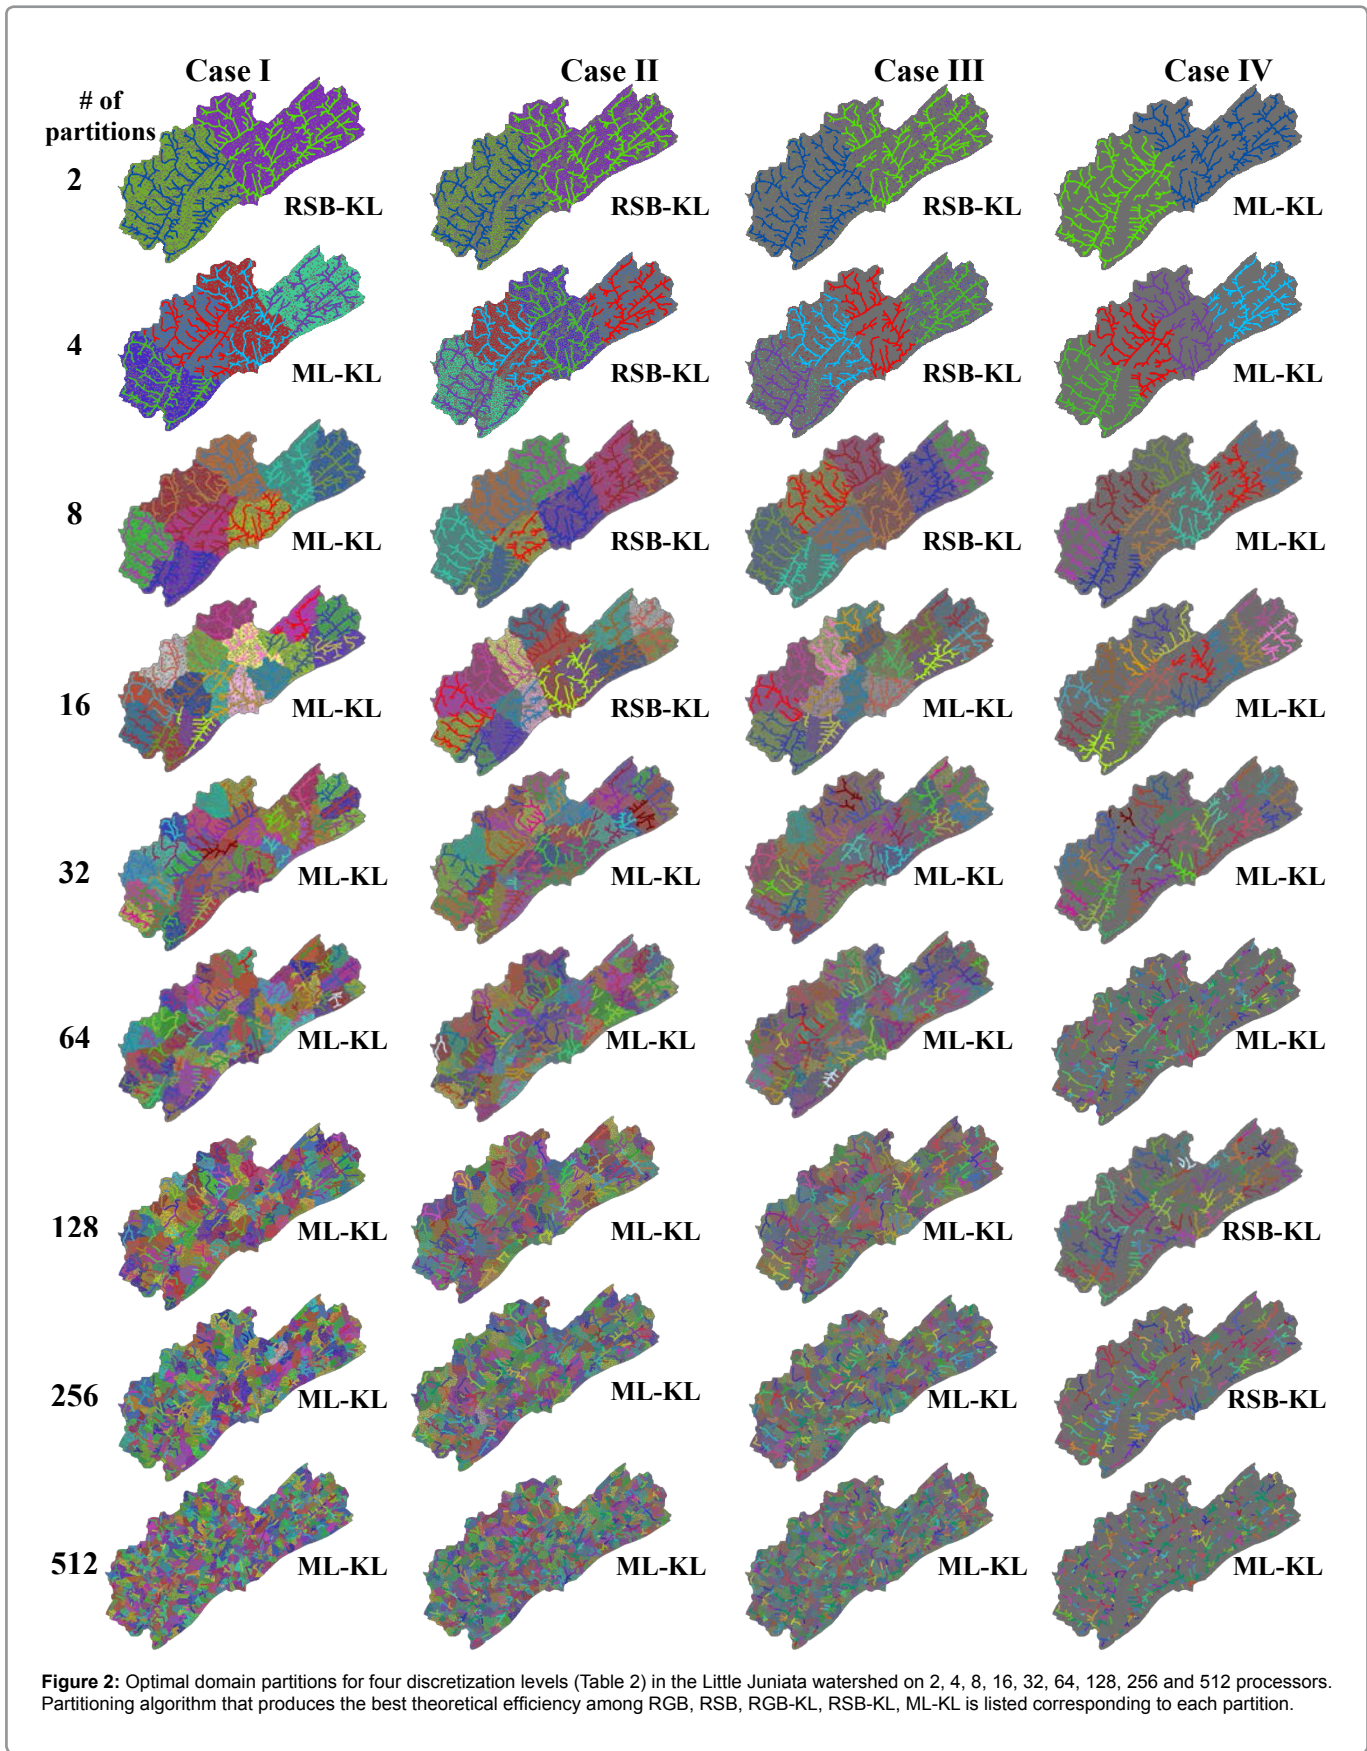 Case I Case II Case III Case IV
# of
partitions
2 RSB-KL RSB-KL RSB-KL ML-KL
4 ML-KL RSB-KL RSB-KL ML-KL
8 ML-KL RSB-KL RSB-KL ML-KL
16 ML-KL RSB-KL ML-KL ML-KL
32 ML-KL ML-KL ML-KL ML-KL
64 ML-KL ML-KL ML-KL ML-KL
128 ML-KL ML-KL ML-KL RSB-KL
256 ML-KL ML-KL ML-KL RSB-KL
512 ML-KL ML-KL ML-KL ML-KL
Figure 2: Optimal domain partitions for four discretization levels (Table 2) in the Little Juniata watershed on 2, 4, 8, 16, 32, 64, 128, 256 and 512 processors.
Partitioning algorithm that produces the best theoretical efficiency among RGB, RSB, RGB-KL, RSB-KL, ML-KL is listed corresponding to each partition.